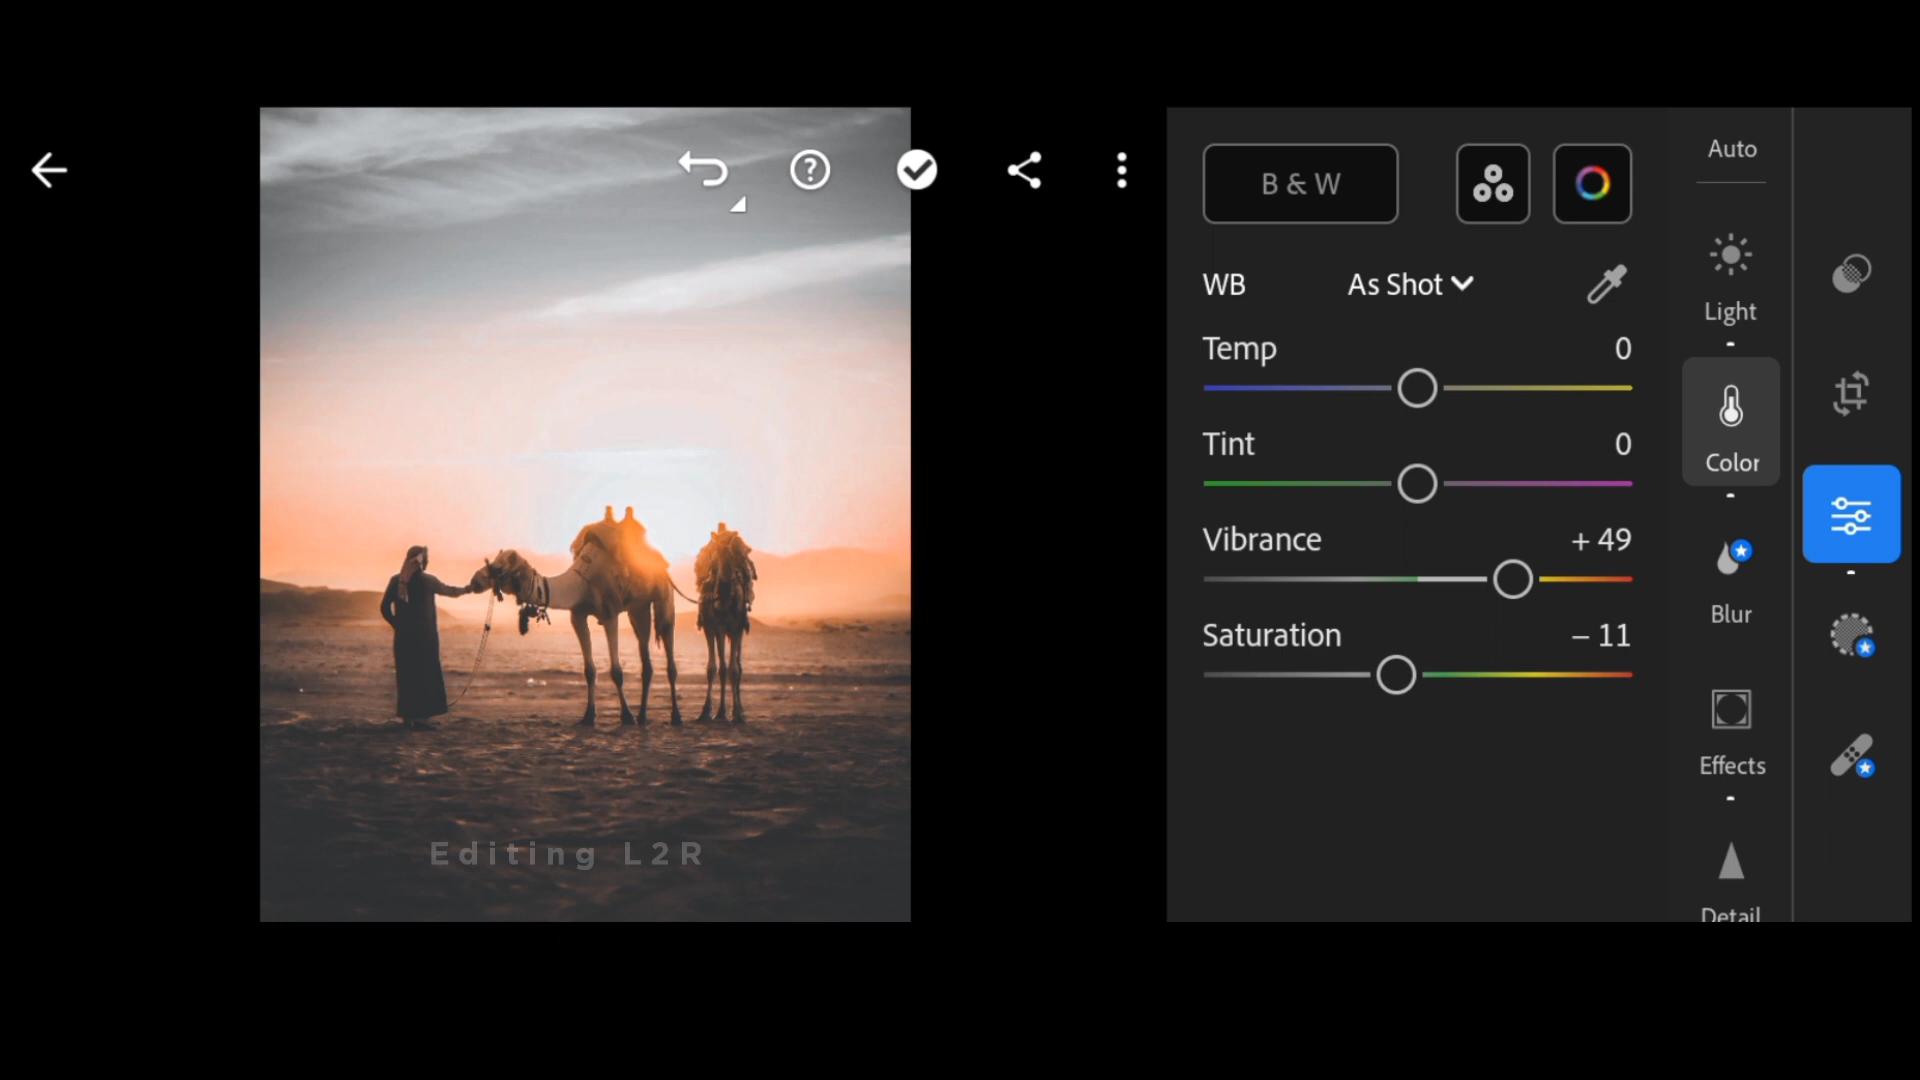 Editing L2R
B & W
WB As Shot
Temp 0
Tint 0
Vibrance + 49
Saturation – 11
Auto
Light
Color
Blur
Effects
Detail